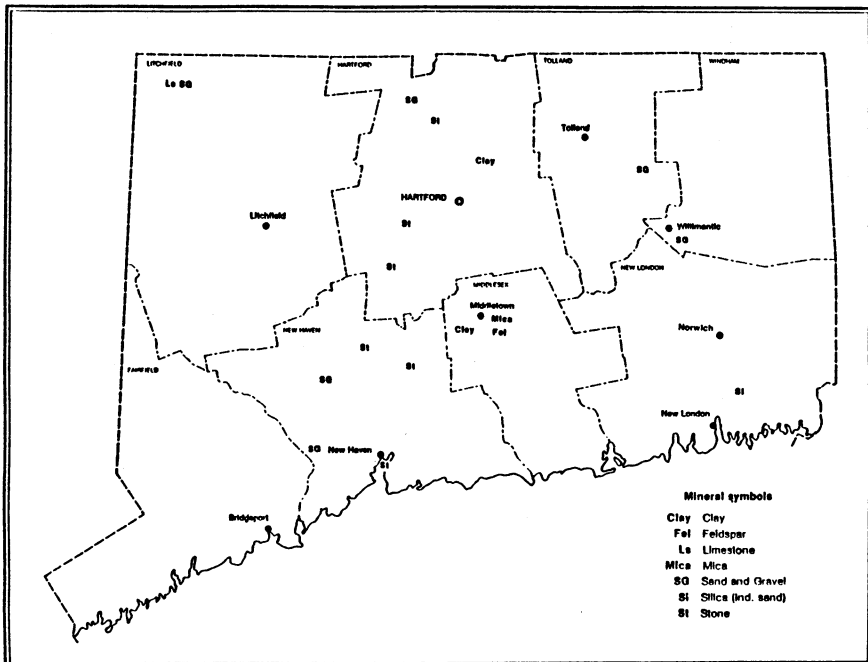 LITCHFIELD
HARTFORD
TOLLAND
WINDHAM
Ls SG
SG
St
Tolland
Clay
SG
HARTFORD
Litchfield
St
Willimantic
SG
St
NEW LONDON
MIDDLESEX
Middletown
Mica
Clay
Fel
NEW HAVEN
Norwich
St
St
FAIRFIELD
SG
Si
New London
SG
New Haven
St
Bridgeport
Mineral symbols
Clay Clay
Fel Feldspar
Ls Limestone
Mica Mica
SG Sand and Gravel
Si Silica (ind. sand)
St Stone